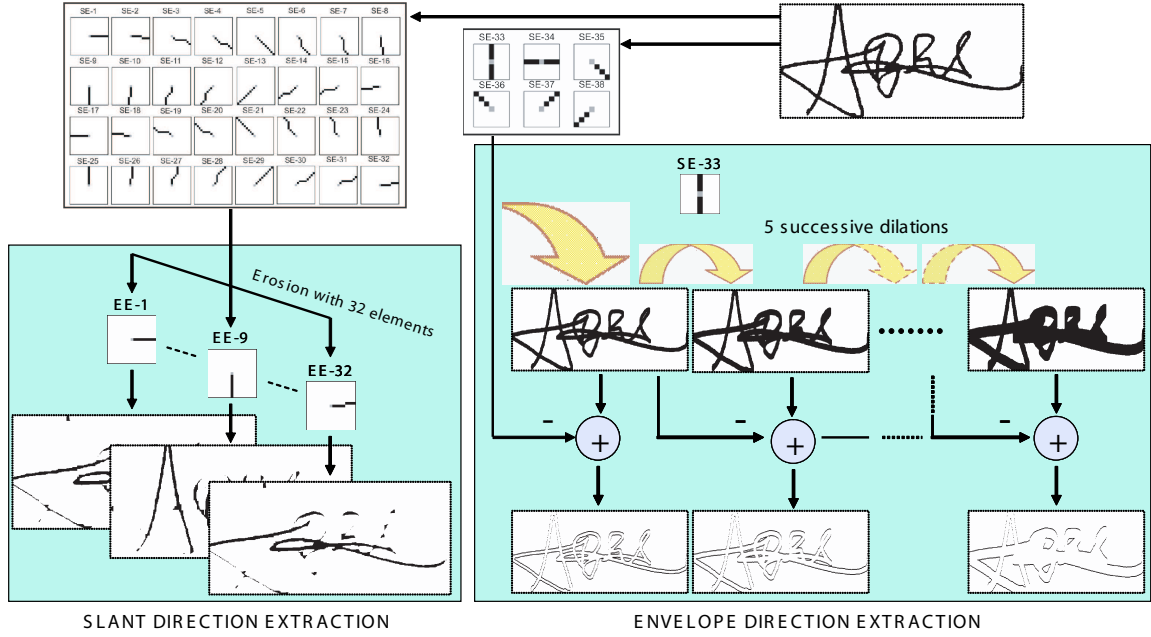 SE-1 SE-2 SE-3 SE-4 SE-5 SE-6 SE-7 SE-8
SE-9 SE-10 SE-11 SE-12 SE-13 SE-14 SE-15 SE-16
SE-17 SE-18 SE-19 SE-20 SE-21 SE-22 SE-23 SE-24
SE-25 SE-26 SE-27 SE-28 SE-29 SE-30 SE-31 SE-32
SE-33 SE-34 SE-35
SE-36 SE-37 SE-38
SE-33
5 successive dilations
Erosion with 32 elements
EE-1
EE-9
EE-32
- - -
+ + +
SLANT DIRECTION EXTRACTION
ENVELOPE DIRECTION EXTRACTION